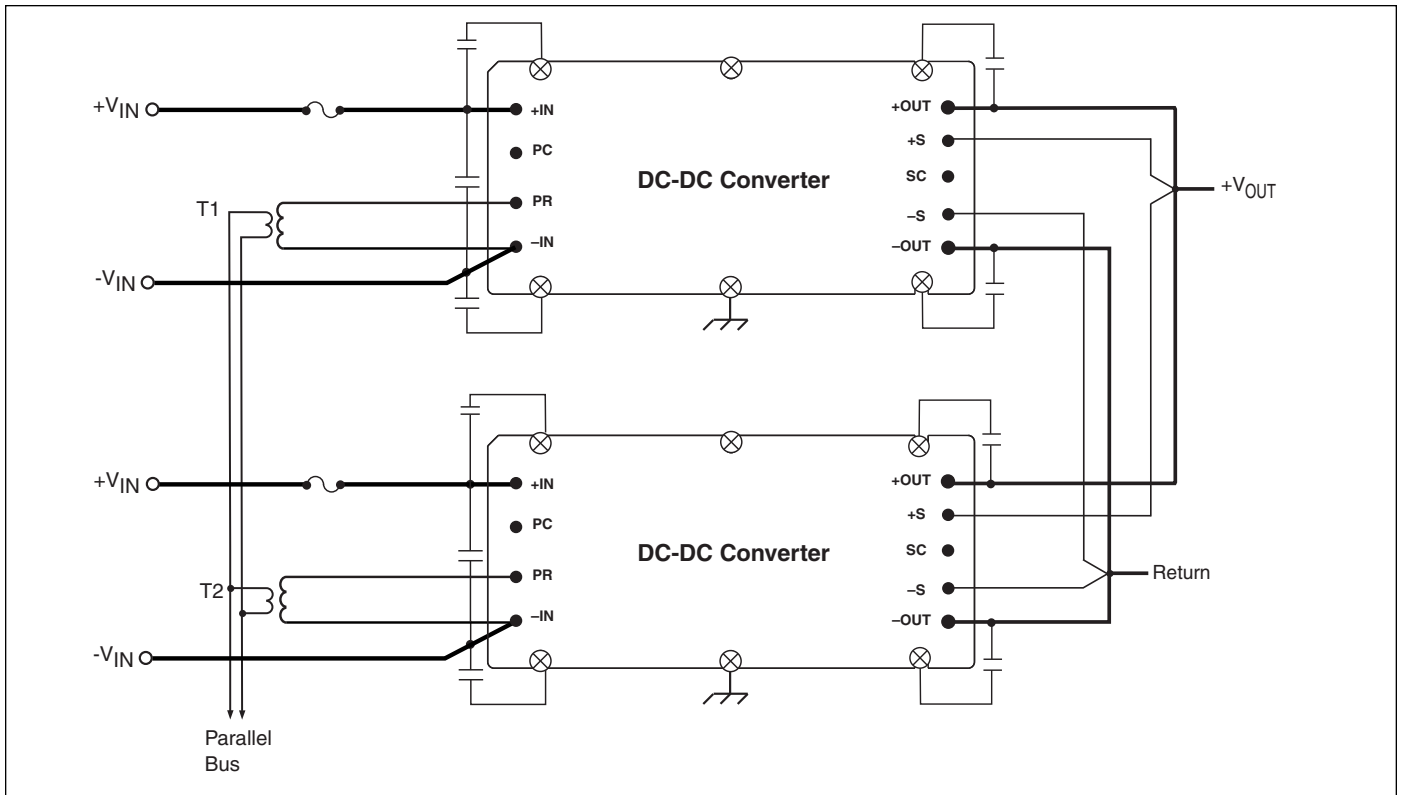 +VIN
+IN
PC
T1
PR
–IN
-VIN
DC-DC Converter
+OUT
+S
SC
–S
–OUT
+VOUT
+VIN
+IN
PC
T2
PR
–IN
-VIN
DC-DC Converter
+OUT
+S
SC
–S
–OUT
Return
Parallel
Bus